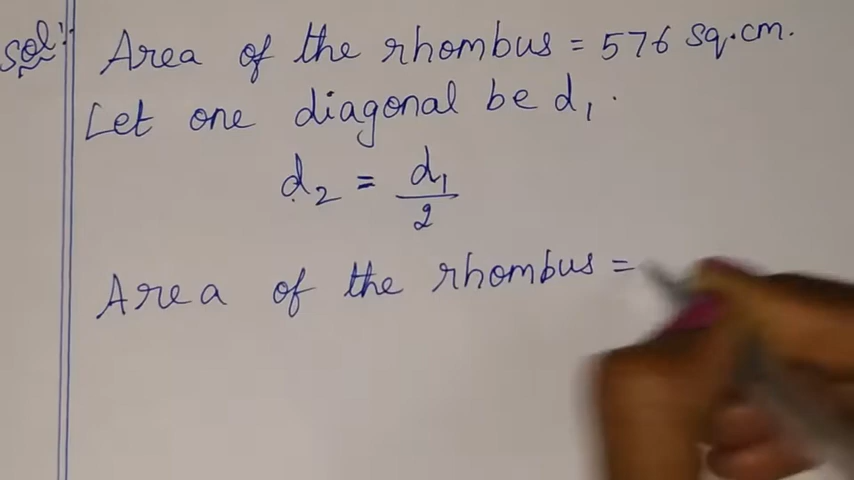 Sol:
Area of the rhombus = 576 sq.cm.
Let one diagonal be d₁.
d₂ = d₁/2
Area of the rhombus =